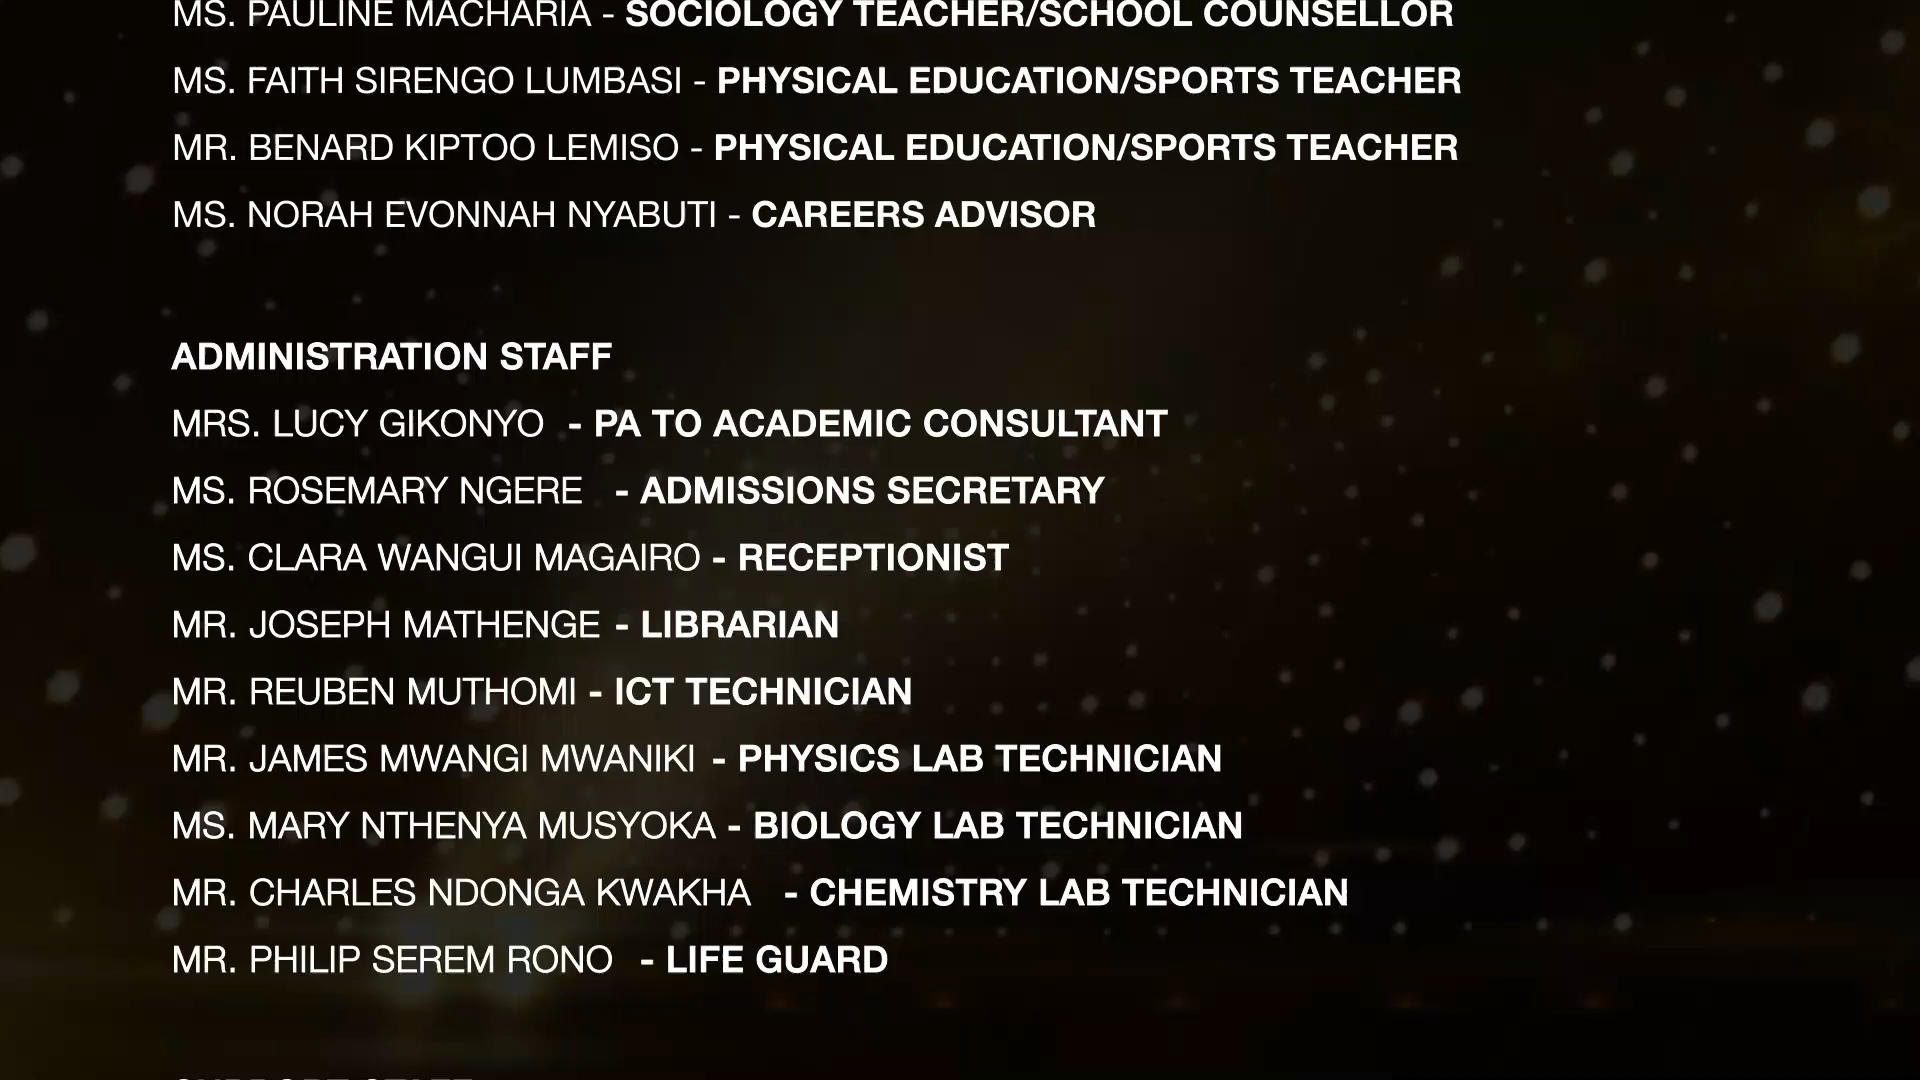 MS. PAULINE MACHARIA - SOCIOLOGY TEACHER/SCHOOL COUNSELLOR
MS. FAITH SIRENGO LUMBASI - PHYSICAL EDUCATION/SPORTS TEACHER
MR. BENARD KIPTOO LEMISO - PHYSICAL EDUCATION/SPORTS TEACHER
MS. NORAH EVONNAH NYABUTI - CAREERS ADVISOR
ADMINISTRATION STAFF
MRS. LUCY GIKONYO - PA TO ACADEMIC CONSULTANT
MS. ROSEMARY NGERE - ADMISSIONS SECRETARY
MS. CLARA WANGUI MAGAIRO - RECEPTIONIST
MR. JOSEPH MATHENGE - LIBRARIAN
MR. REUBEN MUTHOMI - ICT TECHNICIAN
MR. JAMES MWANGI MWANIKI - PHYSICS LAB TECHNICIAN
MS. MARY NTHENYA MUSYOKA - BIOLOGY LAB TECHNICIAN
MR. CHARLES NDONGA KWAKHA - CHEMISTRY LAB TECHNICIAN
MR. PHILIP SEREM RONO - LIFE GUARD